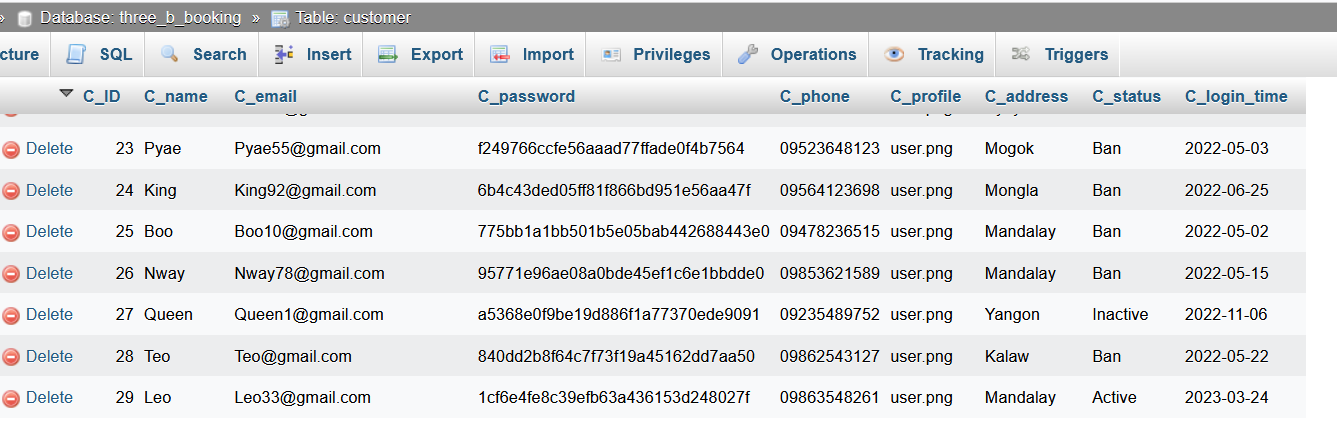 » Database: three_b_booking » Table: customer
cture SQL Search Insert Export Import Privileges Operations Tracking Triggers
C_ID C_name C_email C_password C_phone C_profile C_address C_status C_login_time
Delete 23 Pyae Pyae55@gmail.com f249766ccfe56aaad77ffade0f4b7564 09523648123 user.png Mogok Ban 2022-05-03
Delete 24 King King92@gmail.com 6b4c43ded05ff81f866bd951e56aa47f 09564123698 user.png Mongla Ban 2022-06-25
Delete 25 Boo Boo10@gmail.com 775bb1a1bb501b5e05bab442688443e0 09478236515 user.png Mandalay Ban 2022-05-02
Delete 26 Nway Nway78@gmail.com 95771e96ae08a0bde45ef1c6e1bbdde0 09853621589 user.png Mandalay Ban 2022-05-15
Delete 27 Queen Queen1@gmail.com a5368e0f9be19d886f1a77370ede9091 09235489752 user.png Yangon Inactive 2022-11-06
Delete 28 Teo Teo@gmail.com 840dd2b8f64c7f73f19a45162dd7aa50 09862543127 user.png Kalaw Ban 2022-05-22
Delete 29 Leo Leo33@gmail.com 1cf6e4fe8c39efb63a436153d248027f 09863548261 user.png Mandalay Active 2023-03-24